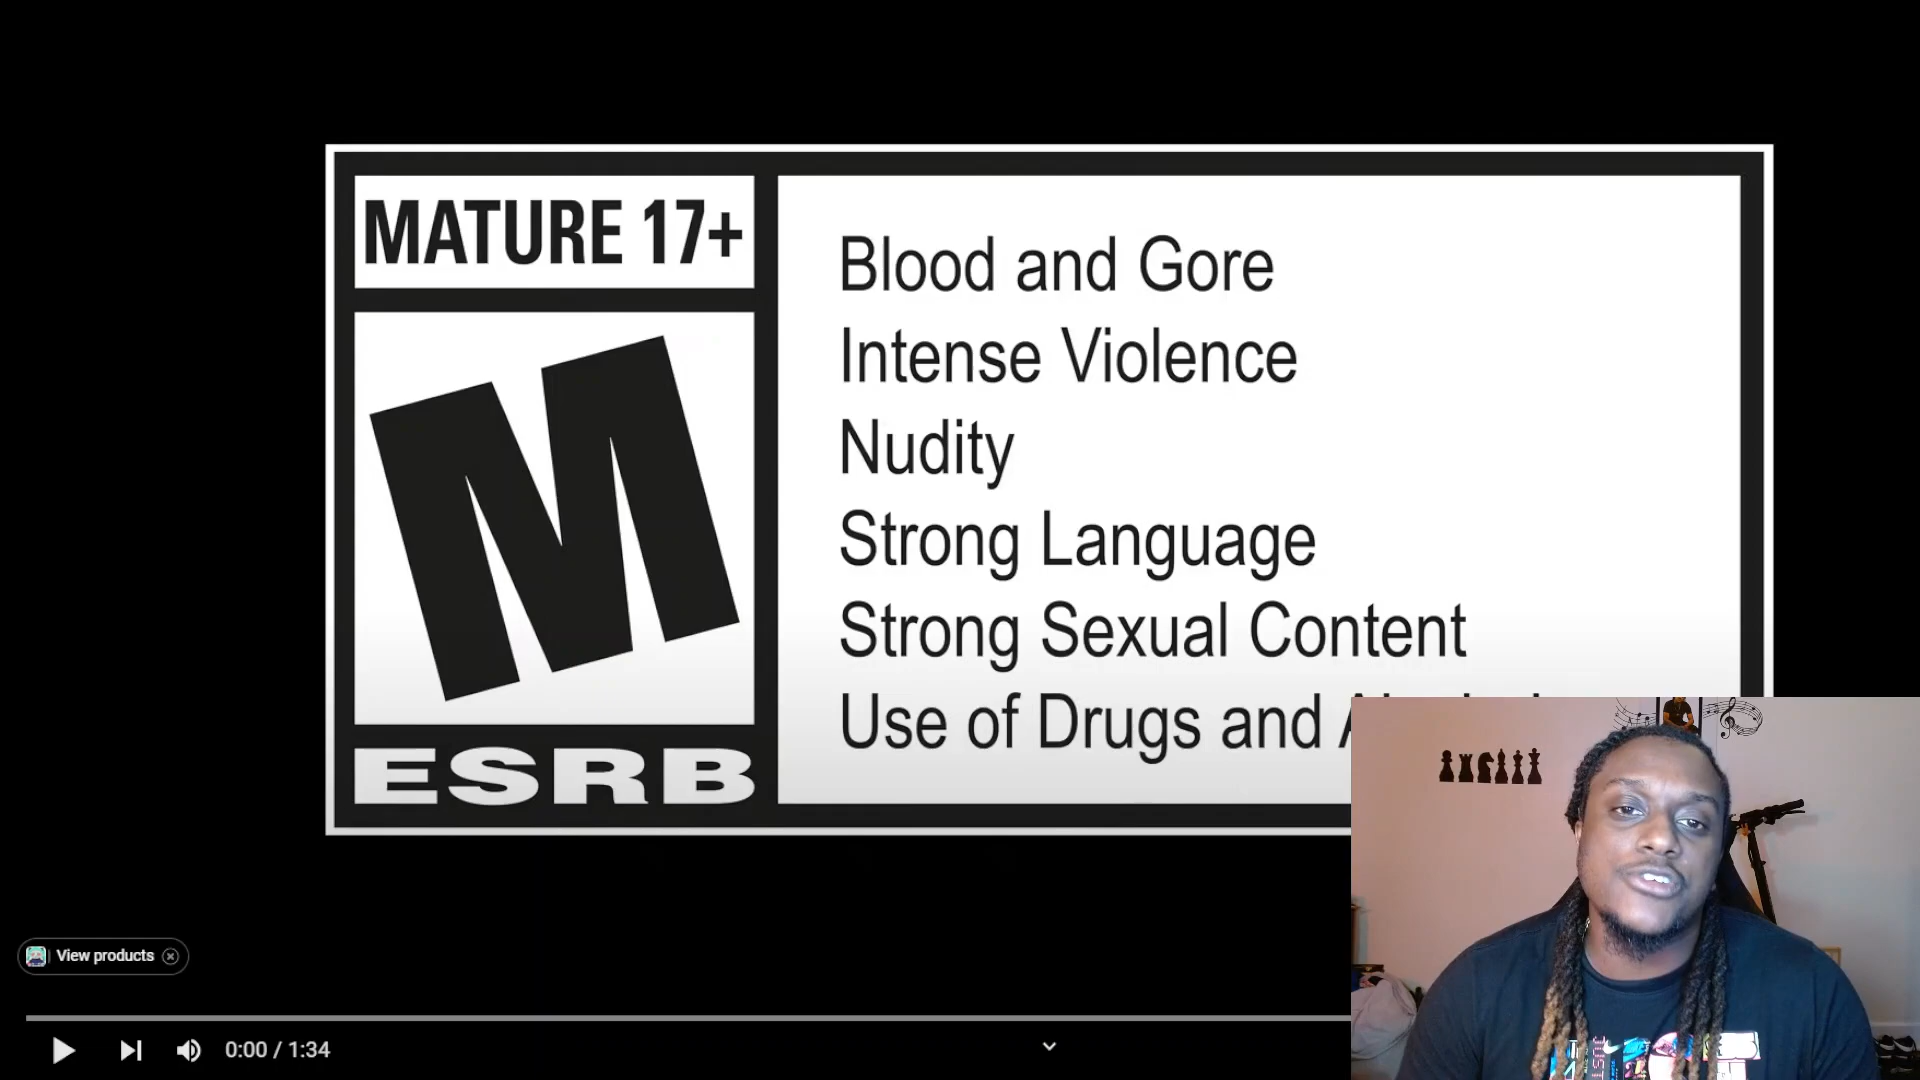 MATURE 17+
M
ESRB
Blood and Gore
Intense Violence
Nudity
Strong Language
Strong Sexual Content
Use of Drugs and
View products
0:00 / 1:34